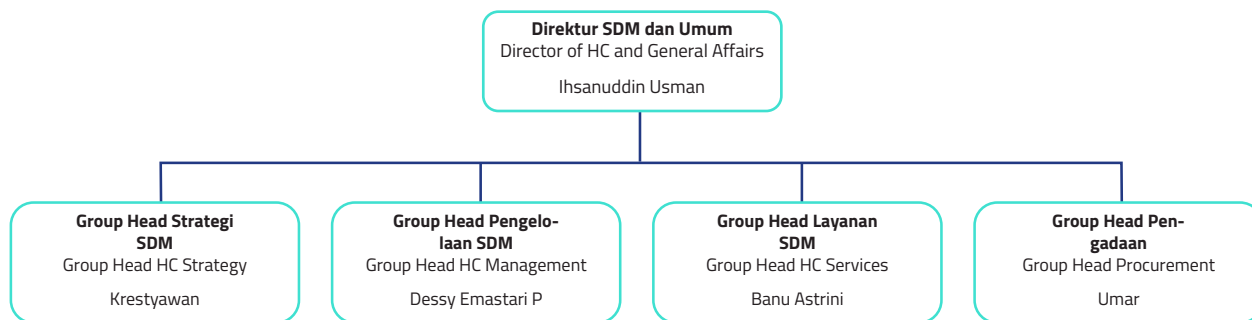 Direktur SDM dan Umum
Director of HC and General Affairs
Ihsanuddin Usman
Group Head Strategi
SDM
Group Head HC Strategy
Krestyawan
Group Head Pengelo-
laan SDM
Group Head HC Management
Dessy Emastari P
Group Head Layanan
SDM
Group Head HC Services
Banu Astrini
Group Head Pen-
gadaan
Group Head Procurement
Umar